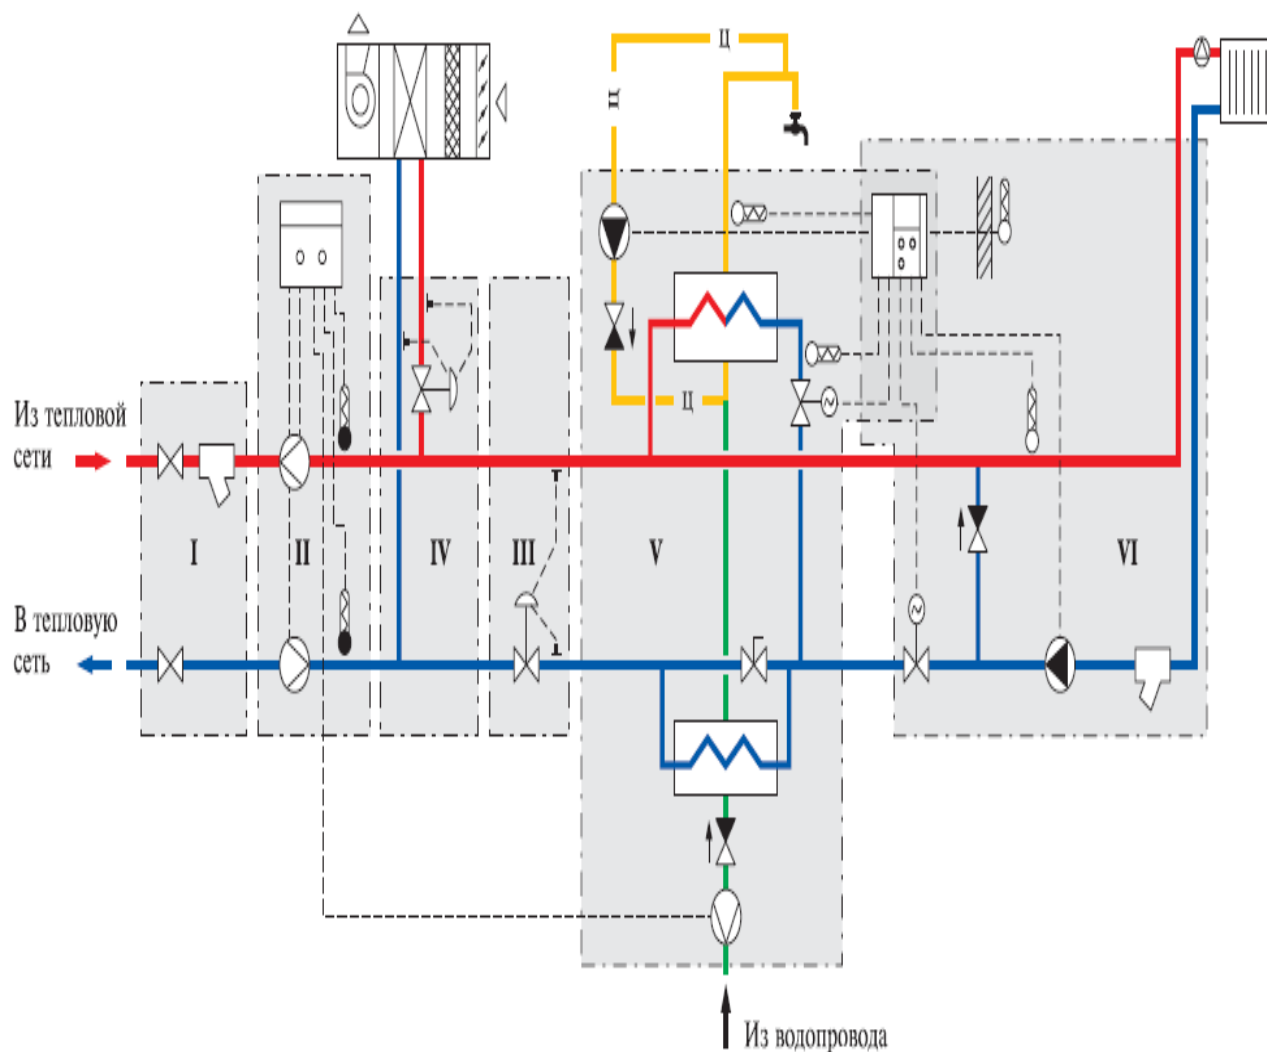 Ц
Ц
Ц
Из тепловой
сети
I
II
IV
III
V
VI
В тепловую
сеть
Из водопровода